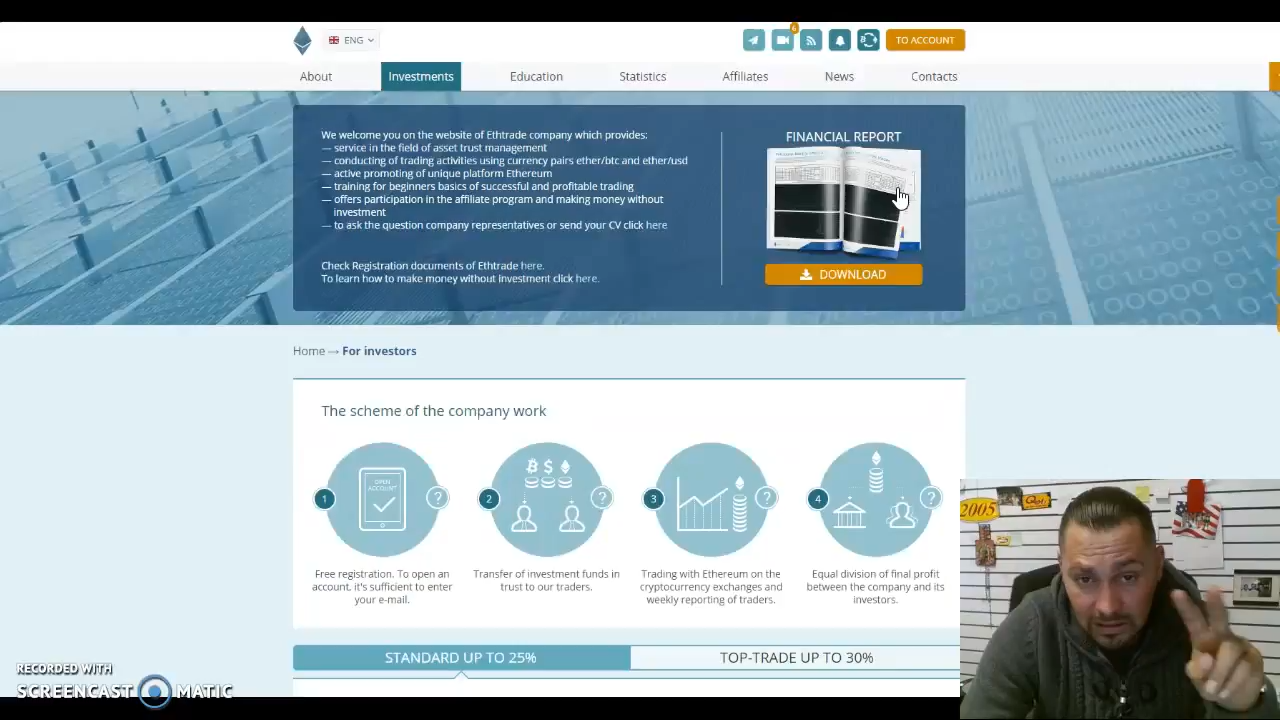 ENG
6
TO ACCOUNT
About
Investments
Education
Statistics
Affiliates
News
Contacts
We welcome you on the website of Ethtrade company which provides:
— service in the field of asset trust management
— conducting of trading activities using currency pairs ether/btc and ether/usd
— active promoting of unique platform Ethereum
— training for beginners basics of successful and profitable trading
— offers participation in the affiliate program and making money without
investment
— to ask the question company representatives or send your CV click here
Check Registration documents of Ethtrade here.
To learn how to make money without investment click here.
FINANCIAL REPORT
DOWNLOAD
Home → For investors
The scheme of the company work
1
OPEN
ACCOUNT
?
2
?
3
?
4
?
Free registration. To open an
account, it's sufficient to enter
your e-mail.
Transfer of investment funds in
trust to our traders.
Trading with Ethereum on the
cryptocurrency exchanges and
weekly reporting of traders.
Equal division of final profit
between the company and its
investors.
STANDARD UP TO 25%
TOP-TRADE UP TO 30%
2005
RECORDED WITH
SCREENCAST MATIC